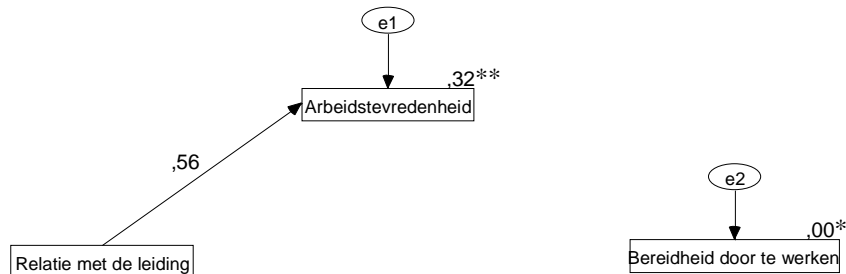 e1
,32**
Arbeidstevredenheid
,56
e2
,00*
Relatie met de leiding
Bereidheid door te werken